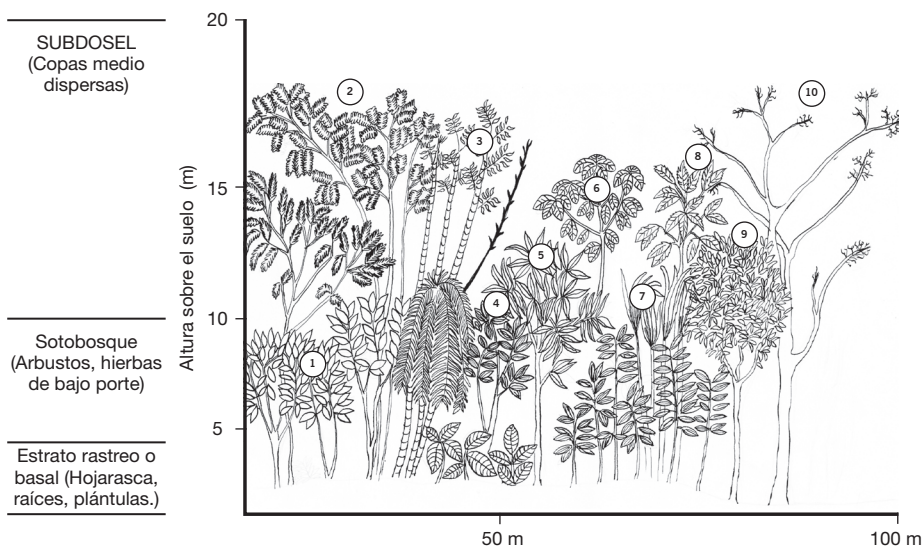 SUBDOSEL
(Copas medio
dispersas)
Sotobosque
(Arbustos, hierbas
de bajo porte)
Estrato rastreo o
basal (Hojarasca,
raíces, plántulas.)
Altura sobre el suelo (m)
20
15
10
5
50 m
100 m
1
2
3
4
5
6
7
8
9
10